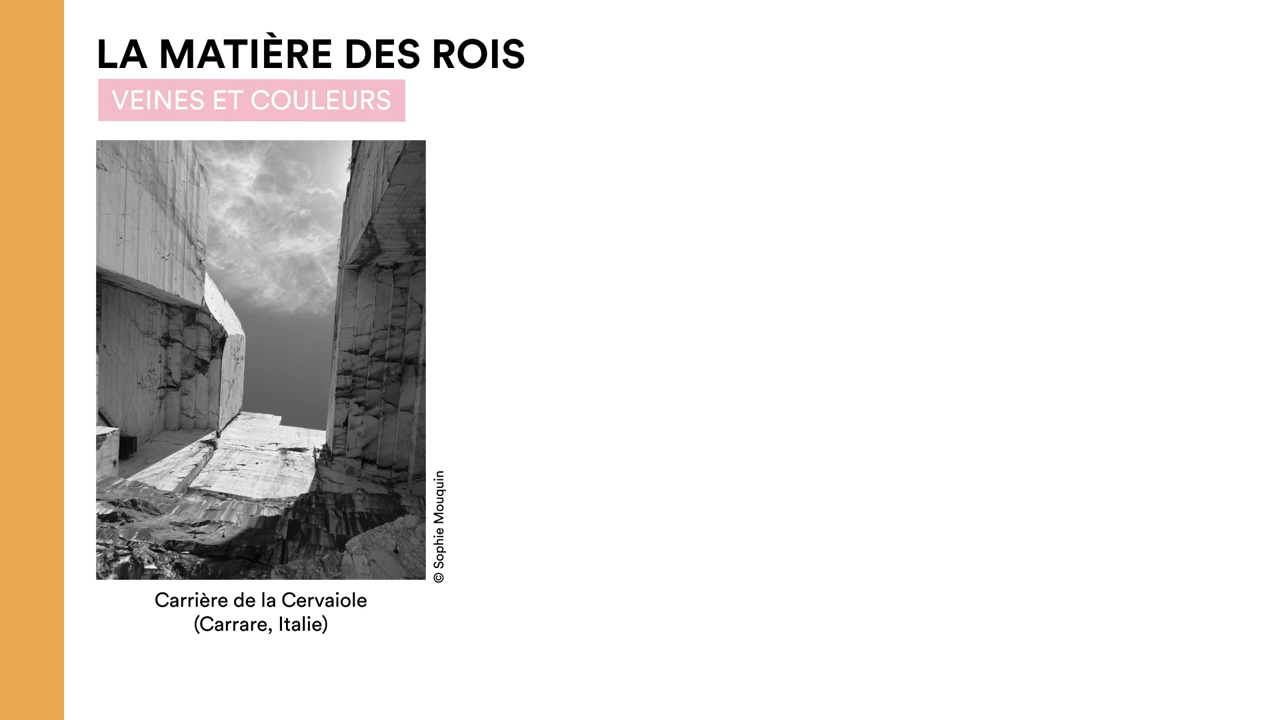 LA MATIÈRE DES ROIS
VEINES ET COULEURS
© Sophie Mouquin
Carrière de la Cervaiole
(Carrare, Italie)